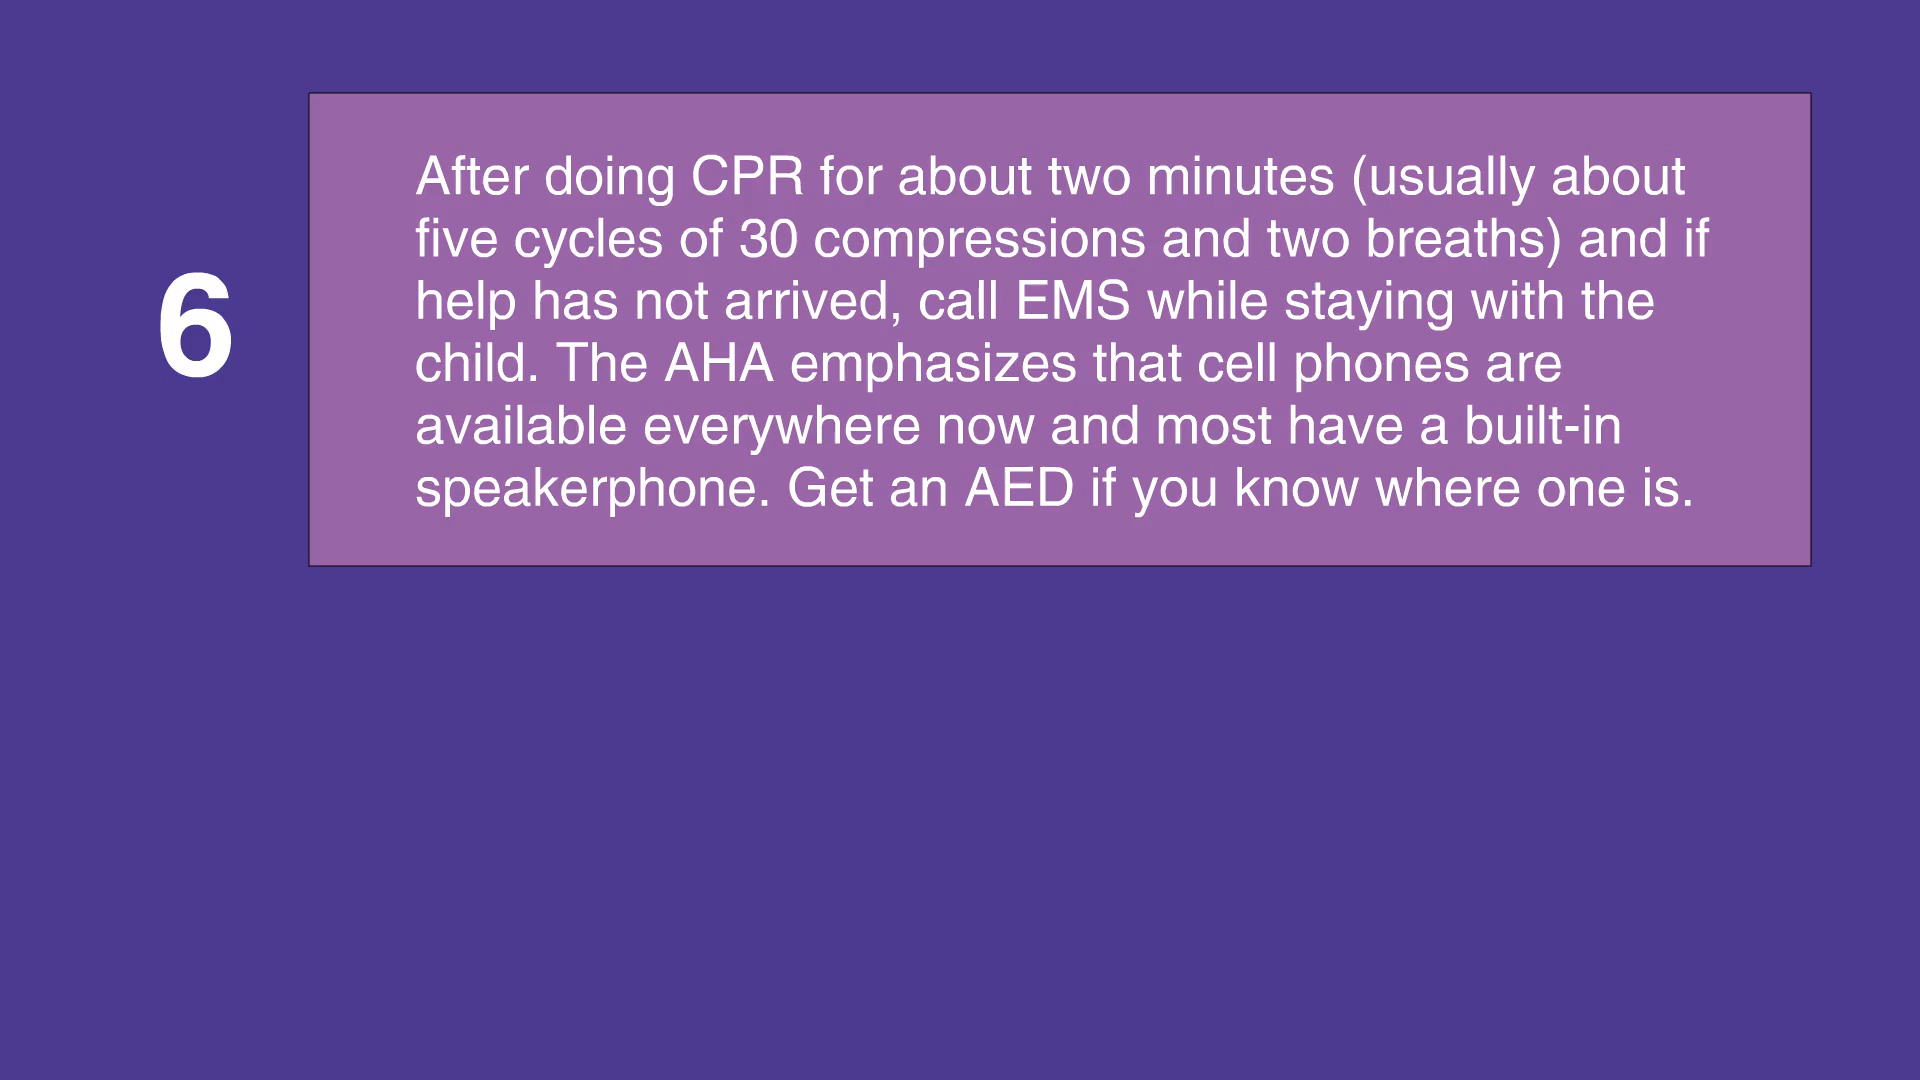 6
After doing CPR for about two minutes (usually about
five cycles of 30 compressions and two breaths) and if
help has not arrived, call EMS while staying with the
child. The AHA emphasizes that cell phones are
available everywhere now and most have a built-in
speakerphone. Get an AED if you know where one is.